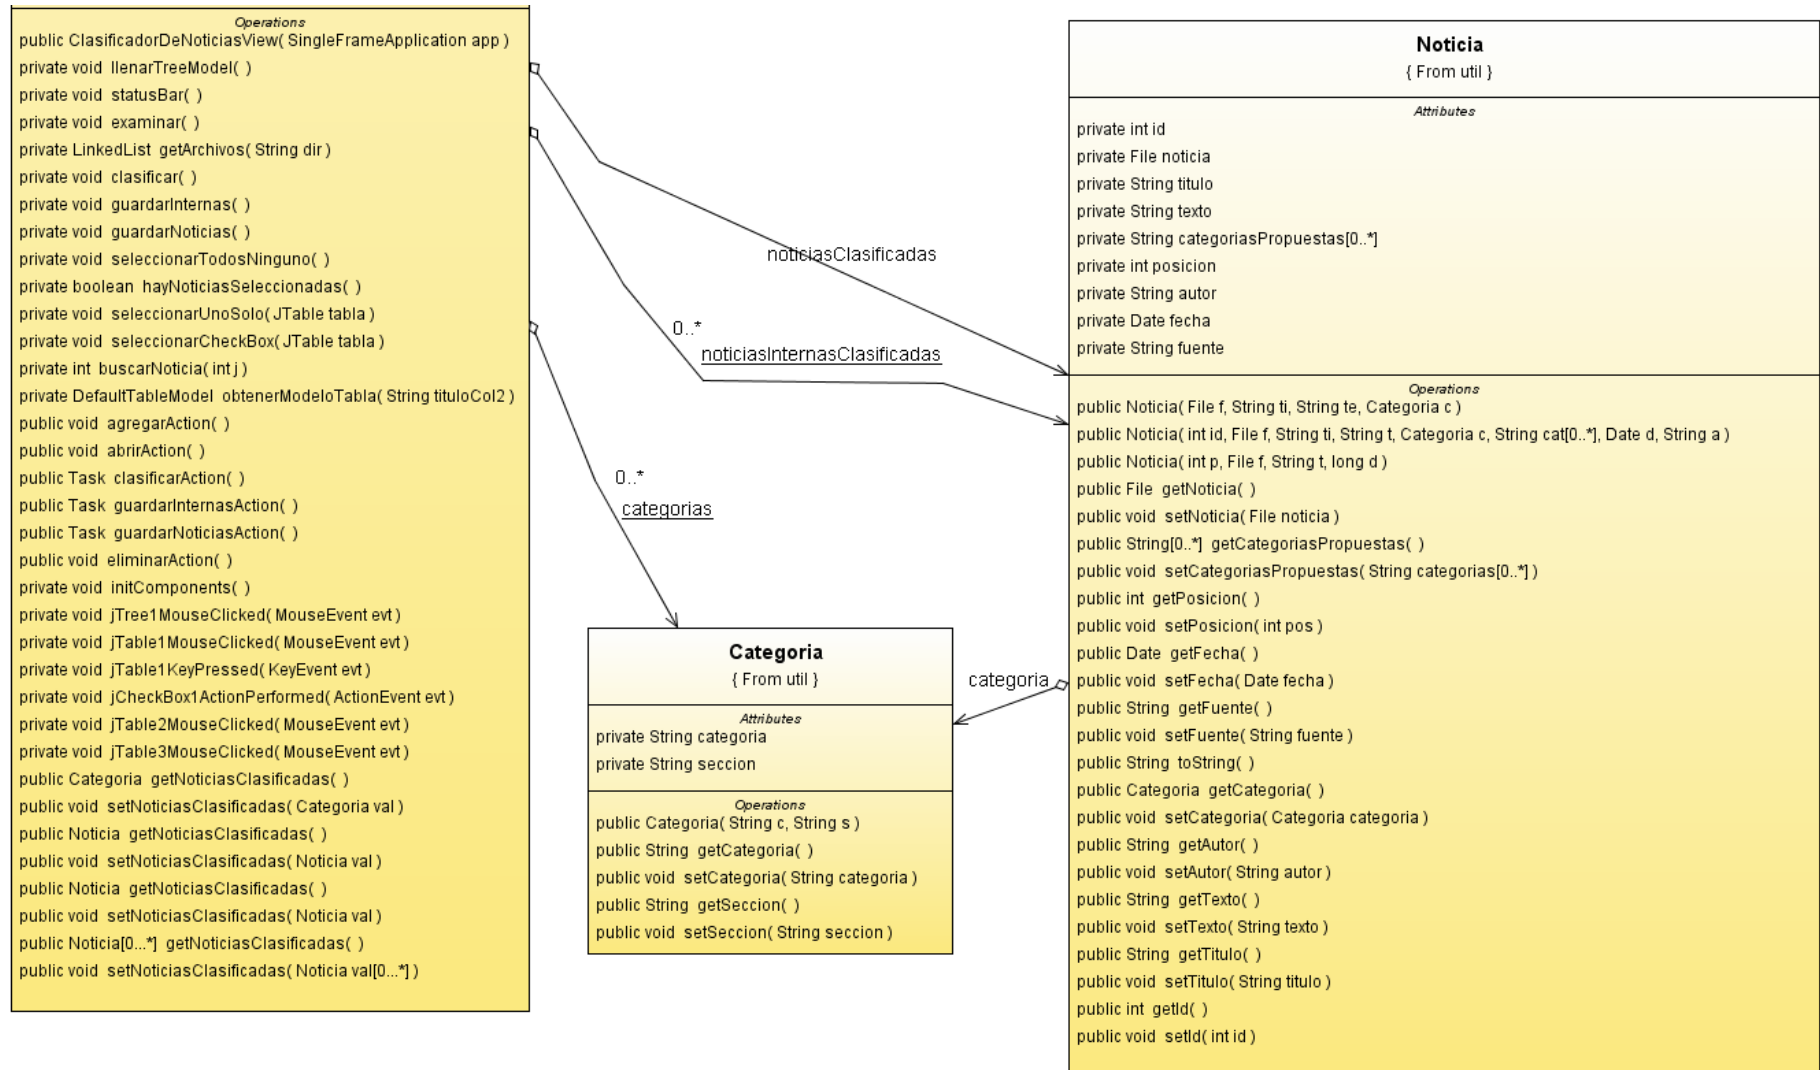 Operations
public ClasificadorDeNoticiasView( SingleFrameApplication app )
private void llenarTreeModel( )
private void statusBar( )
private void examinar( )
private LinkedList getArchivos( String dir )
private void clasificar( )
private void guardarInternas( )
private void guardarNoticias( )
private void seleccionarTodosNinguno( )
private boolean hayNoticiasSeleccionadas( )
private void seleccionarUnoSolo( JTable tabla )
private void seleccionarCheckBox( JTable tabla )
private int buscarNoticia( int j )
private DefaultTableModel obtenerModeloTabla( String tituloCol2 )
public void agregarAction( )
public void abrirAction( )
public Task clasificarAction( )
public Task guardarInternasAction( )
public Task guardarNoticiasAction( )
public void eliminarAction( )
private void initComponents( )
private void jTree1MouseClicked( MouseEvent evt )
private void jTable1MouseClicked( MouseEvent evt )
private void jTable1KeyPressed( KeyEvent evt )
private void jCheckBox1ActionPerformed( ActionEvent evt )
private void jTable2MouseClicked( MouseEvent evt )
private void jTable3MouseClicked( MouseEvent evt )
public Categoria getNoticiasClasificadas( )
public void setNoticiasClasificadas( Categoria val )
public Noticia getNoticiasClasificadas( )
public void setNoticiasClasificadas( Noticia val )
public Noticia getNoticiasClasificadas( )
public void setNoticiasClasificadas( Noticia val )
public Noticia[0...*] getNoticiasClasificadas( )
public void setNoticiasClasificadas( Noticia val[0...*] )
noticiasClasificadas
0..*
noticiasInternasClasificadas
0..*
categorias
Categoria
{ From util }
Attributes
private String categoria
private String seccion
Operations
public Categoria( String c, String s )
public String getCategoria( )
public void setCategoria( String categoria )
public String getSeccion( )
public void setSeccion( String seccion )
categoria
Noticia
{ From util }
Attributes
private int id
private File noticia
private String titulo
private String texto
private String categoriasPropuestas[0..*]
private int posicion
private String autor
private Date fecha
private String fuente
Operations
public Noticia( File f, String ti, String te, Categoria c )
public Noticia( int id, File f, String ti, String t, Categoria c, String cat[0..*], Date d, String a )
public Noticia( int p, File f, String t, long d )
public File getNoticia( )
public void setNoticia( File noticia )
public String[0..*] getCategoriasPropuestas( )
public void setCategoriasPropuestas( String categorias[0..*] )
public int getPosicion( )
public void setPosicion( int pos )
public Date getFecha( )
public void setFecha( Date fecha )
public String getFuente( )
public void setFuente( String fuente )
public String toString( )
public Categoria getCategoria( )
public void setCategoria( Categoria categoria )
public String getAutor( )
public void setAutor( String autor )
public String getTexto( )
public void setTexto( String texto )
public String getTitulo( )
public void setTitulo( String titulo )
public int getId( )
public void setId( int id )